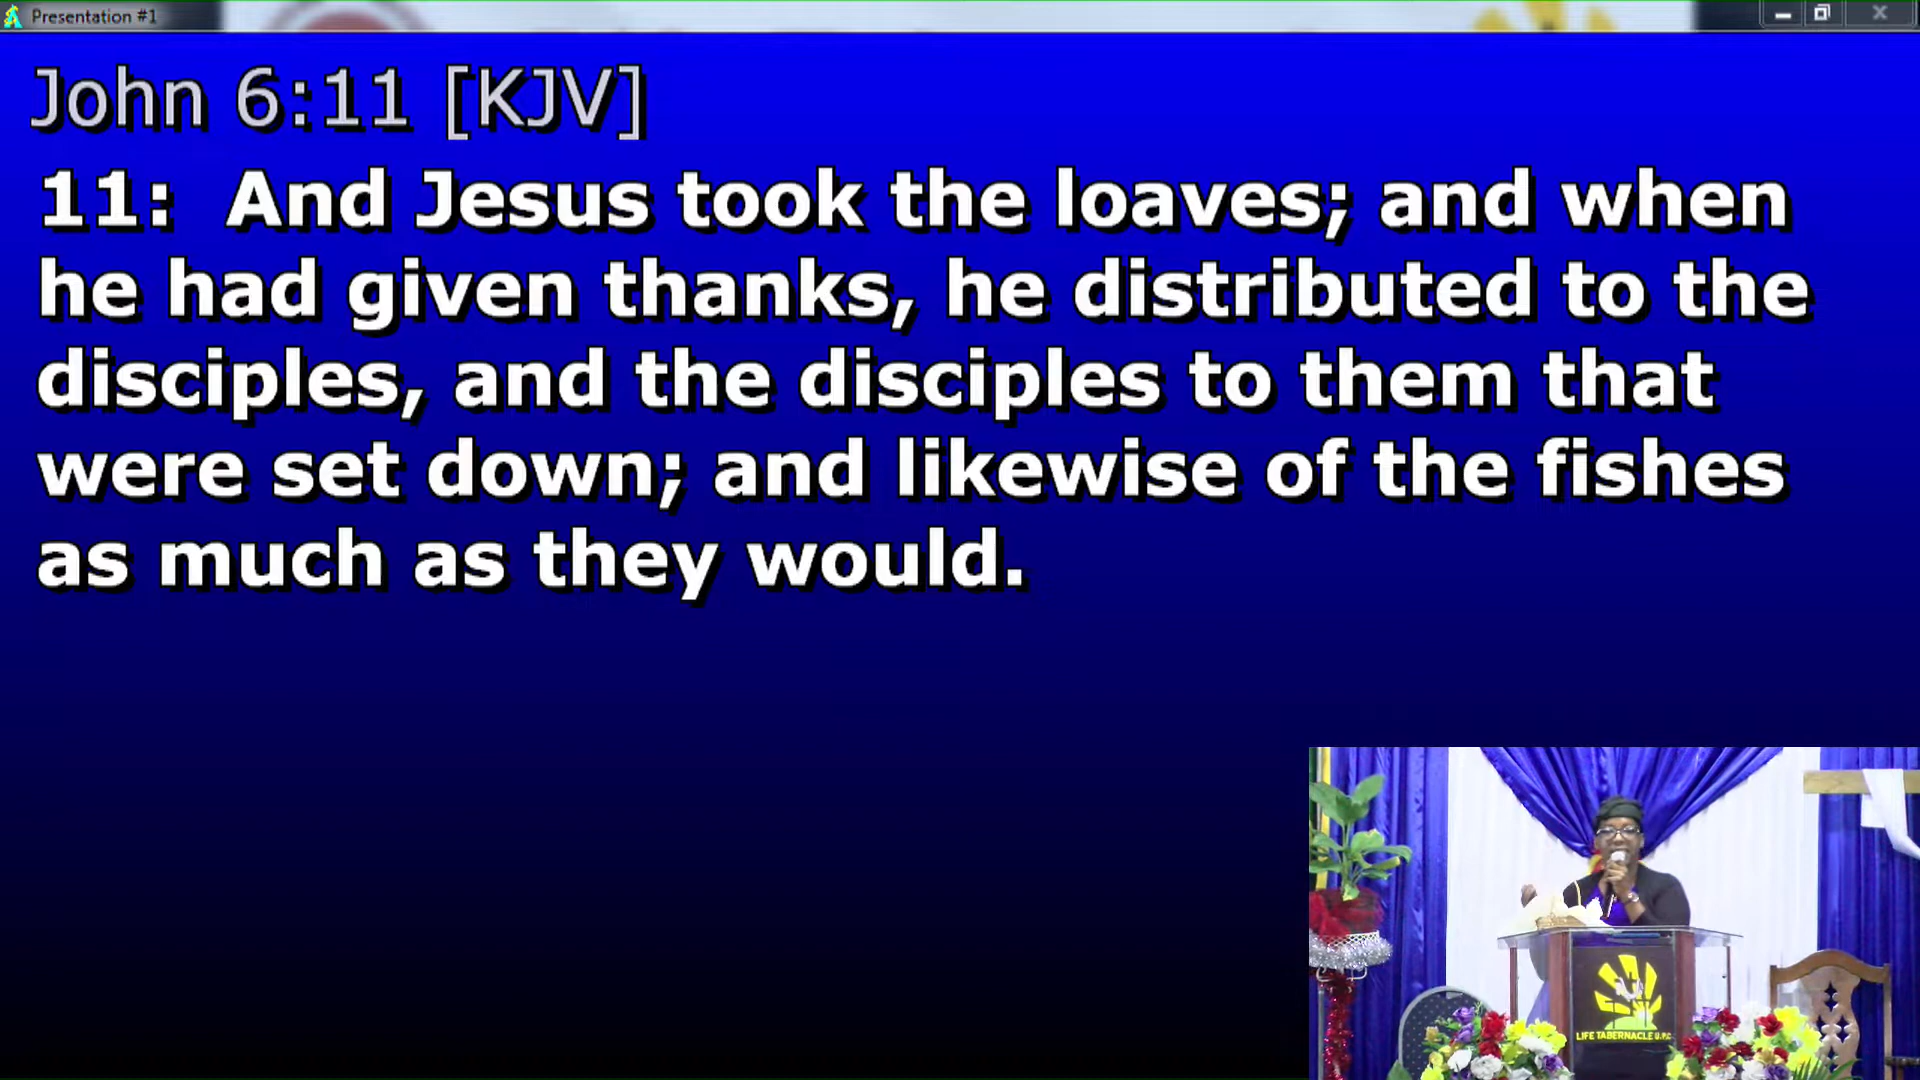 Presentation #1
John 6:11 [KJV]
11: And Jesus took the loaves; and when
he had given thanks, he distributed to the
disciples, and the disciples to them that
were set down; and likewise of the fishes
as much as they would.
LIFE TABERNACLE U.P.C